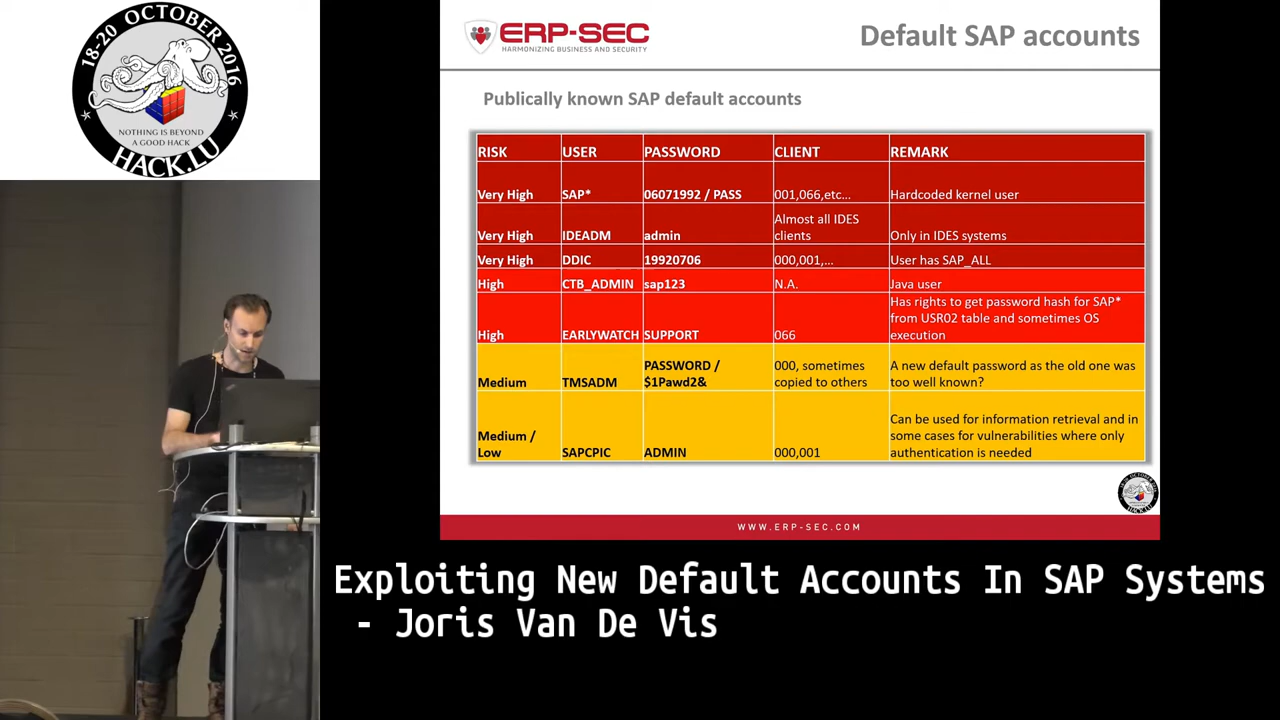 18-20 OCTOBER 2016
NOTHING IS BEYOND
A GOOD HACK
HACK.LU
ERP-SEC
HARMONIZING BUSINESS AND SECURITY
Default SAP accounts
Publically known SAP default accounts
RISK USER PASSWORD CLIENT REMARK
Very High SAP* 06071992 / PASS 001,066,etc... Hardcoded kernel user
Almost all IDES
Very High IDEADM admin clients Only in IDES systems
Very High DDIC 19920706 000,001,... User has SAP_ALL
High CTB_ADMIN sap123 N.A. Java user
Has rights to get password hash for SAP*
from USR02 table and sometimes OS
High EARLYWATCH SUPPORT 066 execution
PASSWORD / 000, sometimes A new default password as the old one was
Medium TMSADM $1Pawd2& copied to others too well known?
Can be used for information retrieval and in
Medium / some cases for vulnerabilities where only
Low SAPCPIC ADMIN 000,001 authentication is needed
WWW.ERP-SEC.COM
Exploiting New Default Accounts In SAP Systems
- Joris Van De Vis